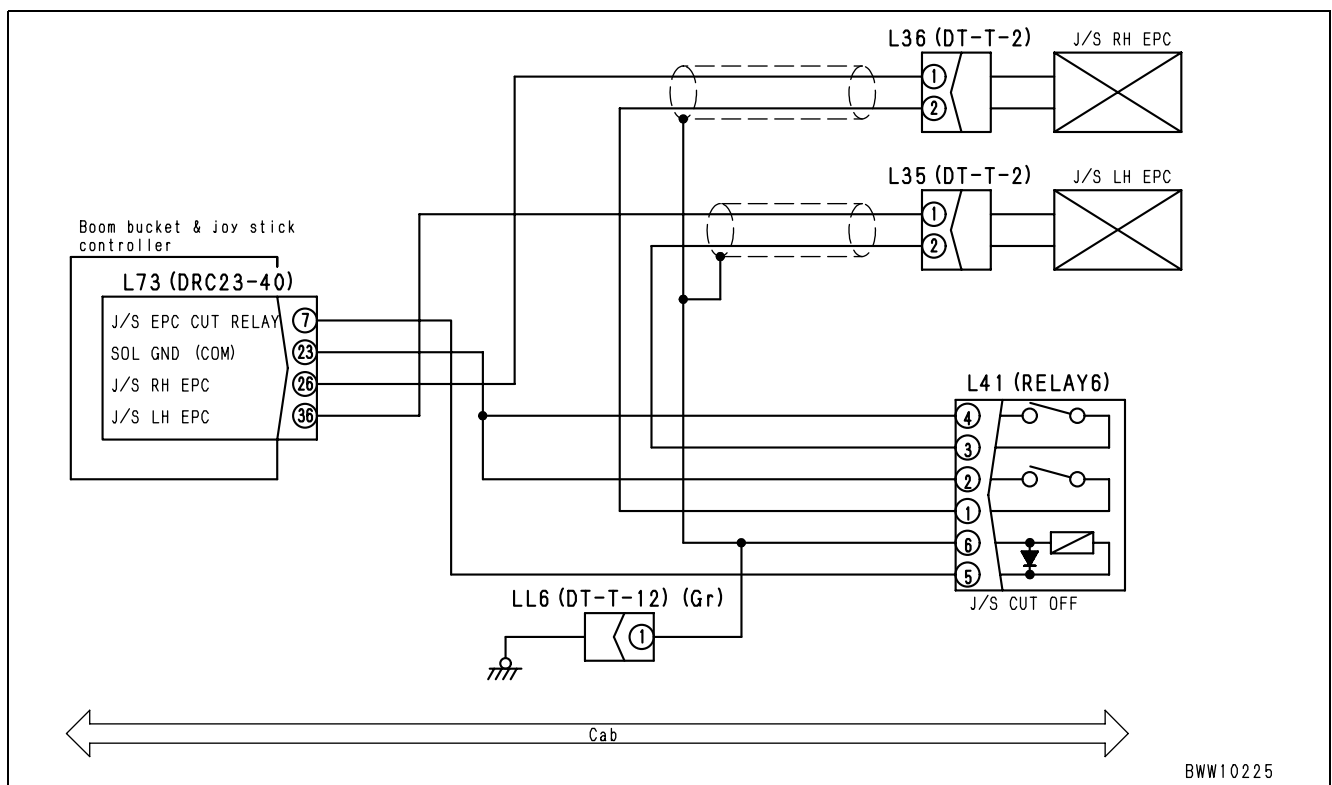 L36 (DT-T-2)
J/S RH EPC
1
2
L35 (DT-T-2)
J/S LH EPC
1
2
Boom bucket & joy stick
controller
L73 (DRC23-40)
J/S EPC CUT RELAY
7
SOL GND (COM)
23
J/S RH EPC
26
J/S LH EPC
36
L41 (RELAY6)
4
3
2
1
6
5
J/S CUT OFF
LL6 (DT-T-12) (Gr)
1
Cab
BWW10225